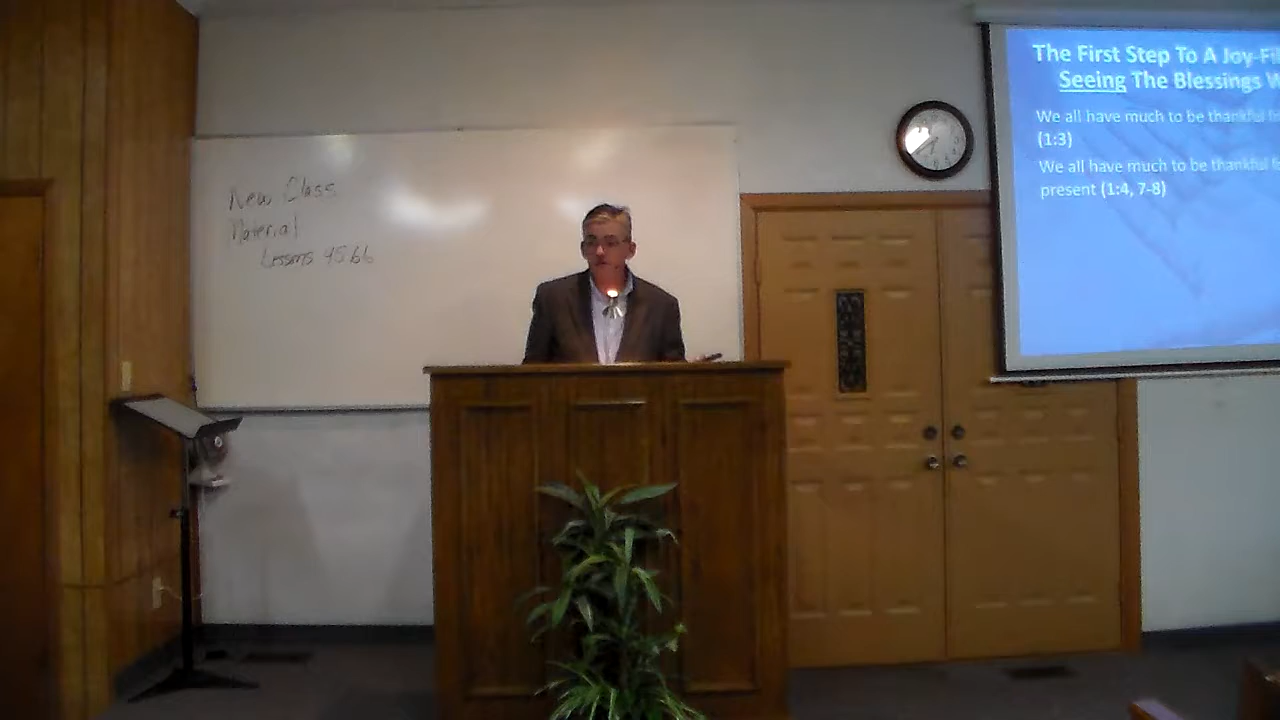 New Class
Material
Lessons 45-66
The First Step To A Joy-Fi
Seeing The Blessings W
We all have much to be thankful
(1:3)
We all have much to be thankful
present (1:4, 7-8)